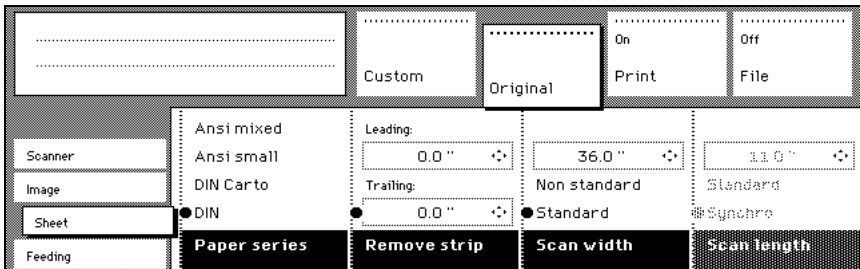 On
Off
Custom
Original
Print
File
Scanner
Image
Sheet
Feeding
Ansi mixed
Ansi small
DIN Carto
DIN
Paper series
Leading:
0.0 "
Trailing:
0.0 "
Remove strip
36.0 "
Non standard
Standard
Scan width
11.0 "
Standard
Synchro
Scan length